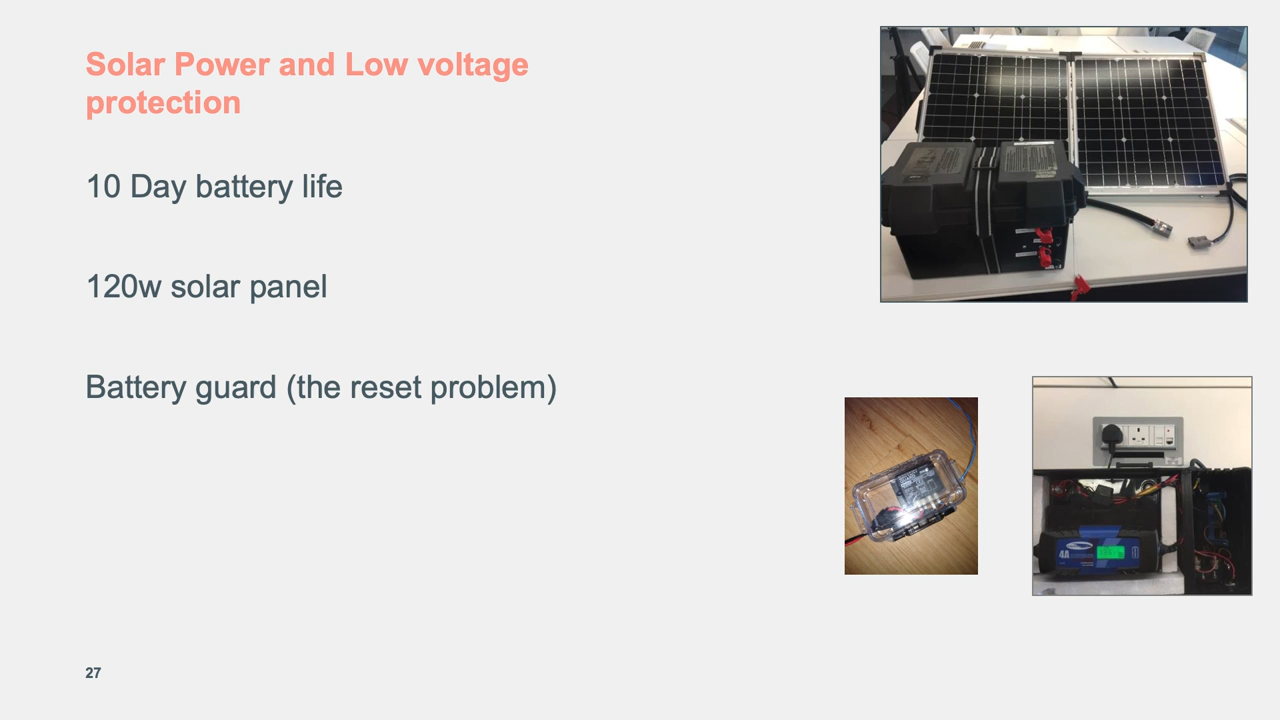 Solar Power and Low voltage
protection
10 Day battery life
120w solar panel
Battery guard (the reset problem)
4A
27